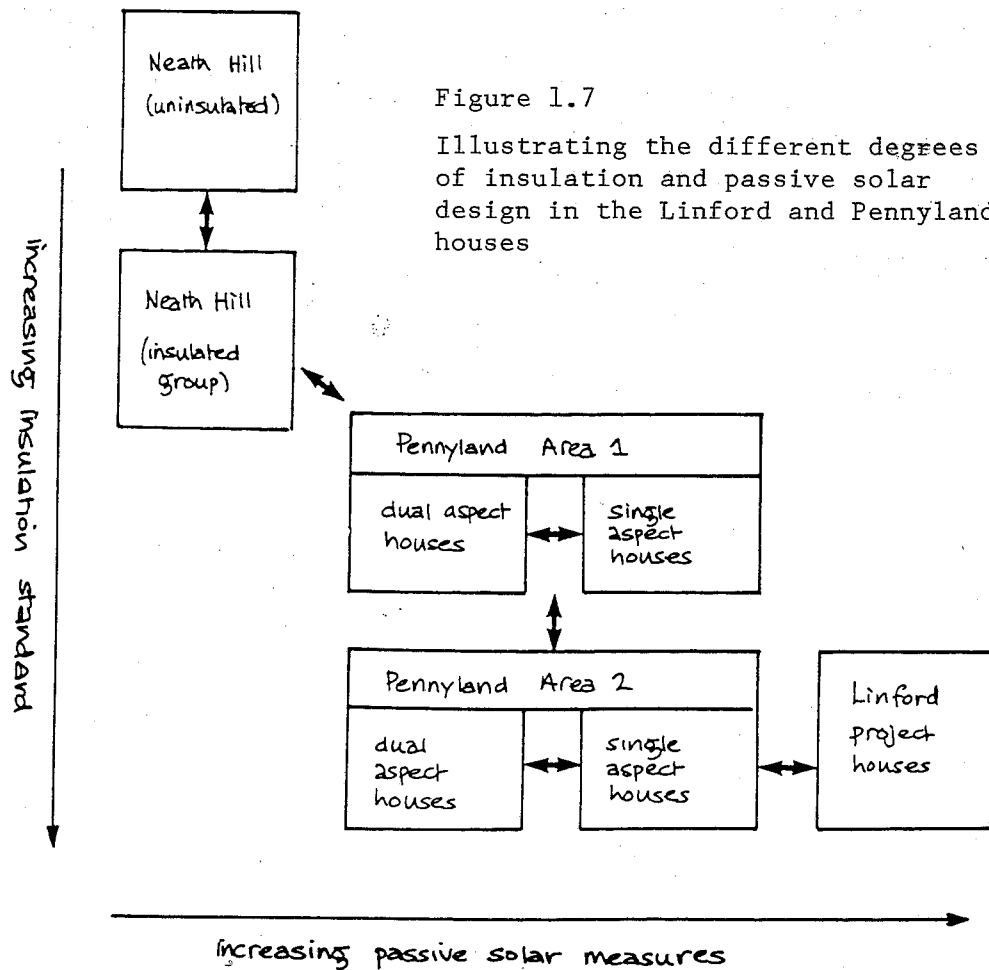 Neath Hill
(uninsulated)
Figure 1.7
Illustrating the different degrees
of insulation and passive solar
design in the Linford and Pennyland
houses
increasing insulation standard
Neath Hill
(insulated
group)
Pennyland Area 1
dual aspect
houses
single
aspect
houses
Pennyland Area 2
dual
aspect
houses
single
aspect
houses
Linford
project
houses
increasing passive solar measures